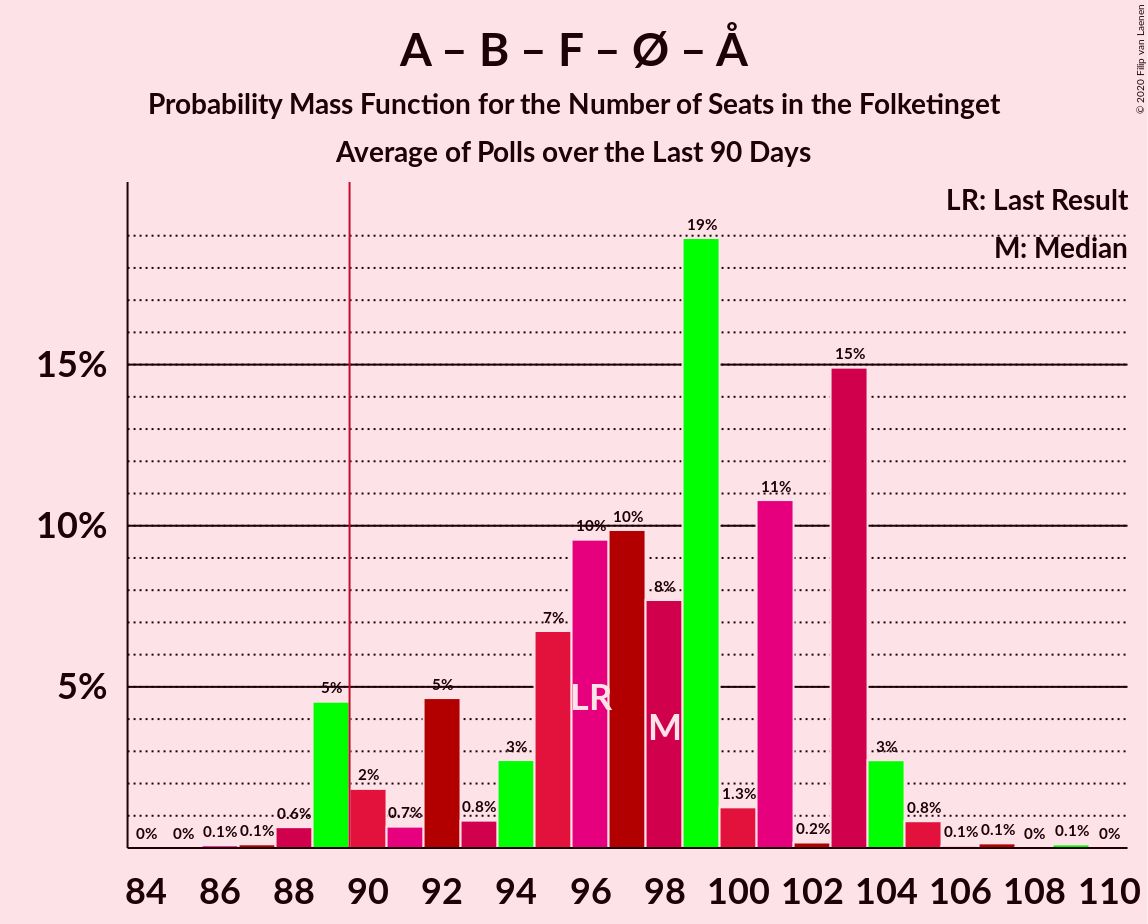 A – B – F – Ø – Å
Probability Mass Function for the Number of Seats in the Folketinget
Average of Polls over the Last 90 Days
© 2020 Filip van Laenen
LR: Last Result
M: Median
15%
10%
5%
0% 0% 0.1% 0.1% 0.6% 5% 2% 0.7% 5% 0.8% 3% 7% 10% 10% 8% 19% 1.3% 11% 0.2% 15% 3% 0.8% 0.1% 0.1% 0% 0.1% 0%
LR
M
84 86 88 90 92 94 96 98 100 102 104 106 108 110